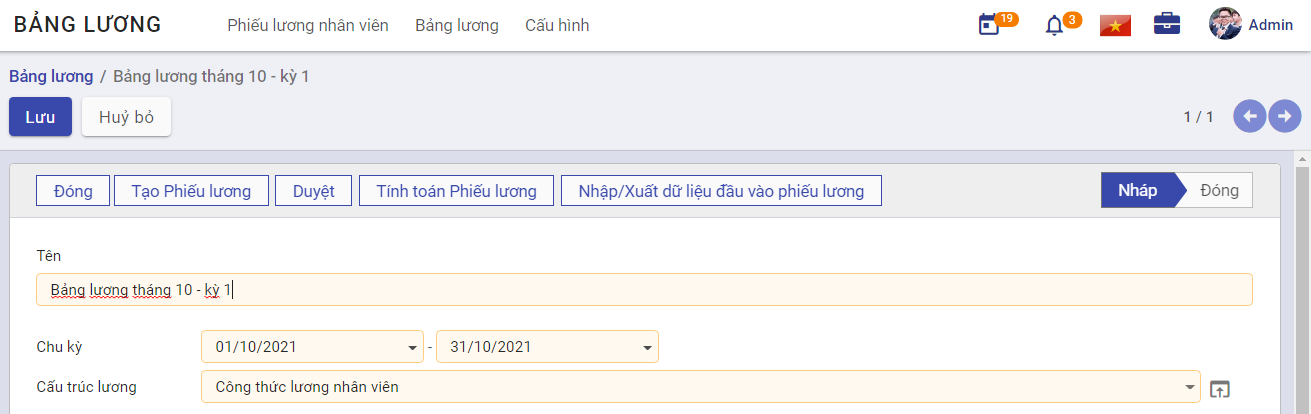 BẢNG LƯƠNG Phiếu lương nhân viên Bảng lương Cấu hình 19 3 Admin
Bảng lương / Bảng lương tháng 10 - kỳ 1
Lưu Huỷ bỏ 1 / 1
Đóng Tạo Phiếu lương Duyệt Tính toán Phiếu lương Nhập/Xuất dữ liệu đầu vào phiếu lương Nháp Đóng
Tên
Bảng lương tháng 10 - kỳ 1
Chu kỳ 01/10/2021 - 31/10/2021
Cấu trúc lương Công thức lương nhân viên